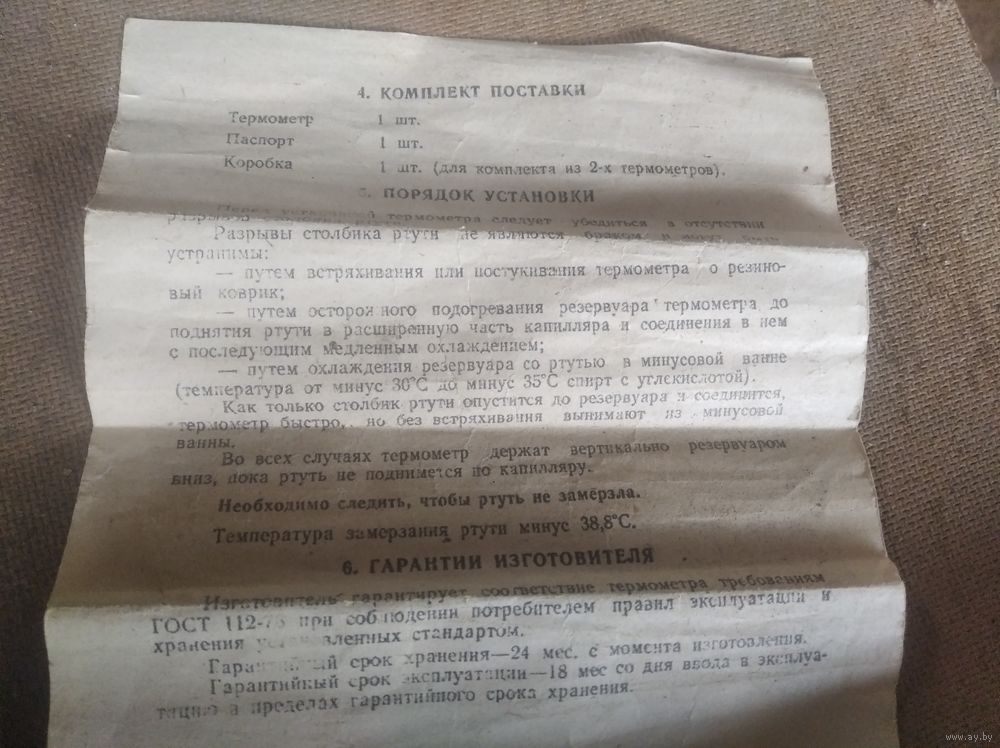 4. КОМПЛЕКТ ПОСТАВКИ
Термометр 1 шт.
Паспорт 1 шт.
Коробка 1 шт. (для комплекта из 2-х термометров).
5. ПОРЯДОК УСТАНОВКИ
термометра следует убедиться в отсутствии
Разрывы столбика ртути не являются браком и
устранимы:
— путем встряхивания или постукивания термометра о резино-
вый коврик;
— путем осторожного подогревания резервуара термометра до
поднятия ртути в расширенную часть капилляра и соединения в нем
с последующим медленным охлаждением;
— путем охлаждения резервуара со ртутью в минусовой ванне
(температура от минус 30°С до минус 35°С спирт с углекислотой).
Как только столбик ртути опустится до резервуара и соединится,
термометр быстро, но без встряхивания вынимают из минусовой
ванны.
Во всех случаях термометр держат вертикально резервуаром
вниз, пока ртуть не поднимется по капилляру.
Необходимо следить, чтобы ртуть не замёрзла.
Температура замерзания ртути минус 38,8°С.
6. ГАРАНТИИ ИЗГОТОВИТЕЛЯ
Изготовитель гарантирует соответствие термометра требованиям
ГОСТ 112-78 при соблюдении потребителем правил эксплуатации и
хранения установленных стандартом.
Гарантийный срок хранения—24 мес. с момента изготовления.
Гарантийный срок эксплуатации—18 мес со дня ввода в эксплуа-
тацию в пределах гарантийного срока хранения.
www.ay.by